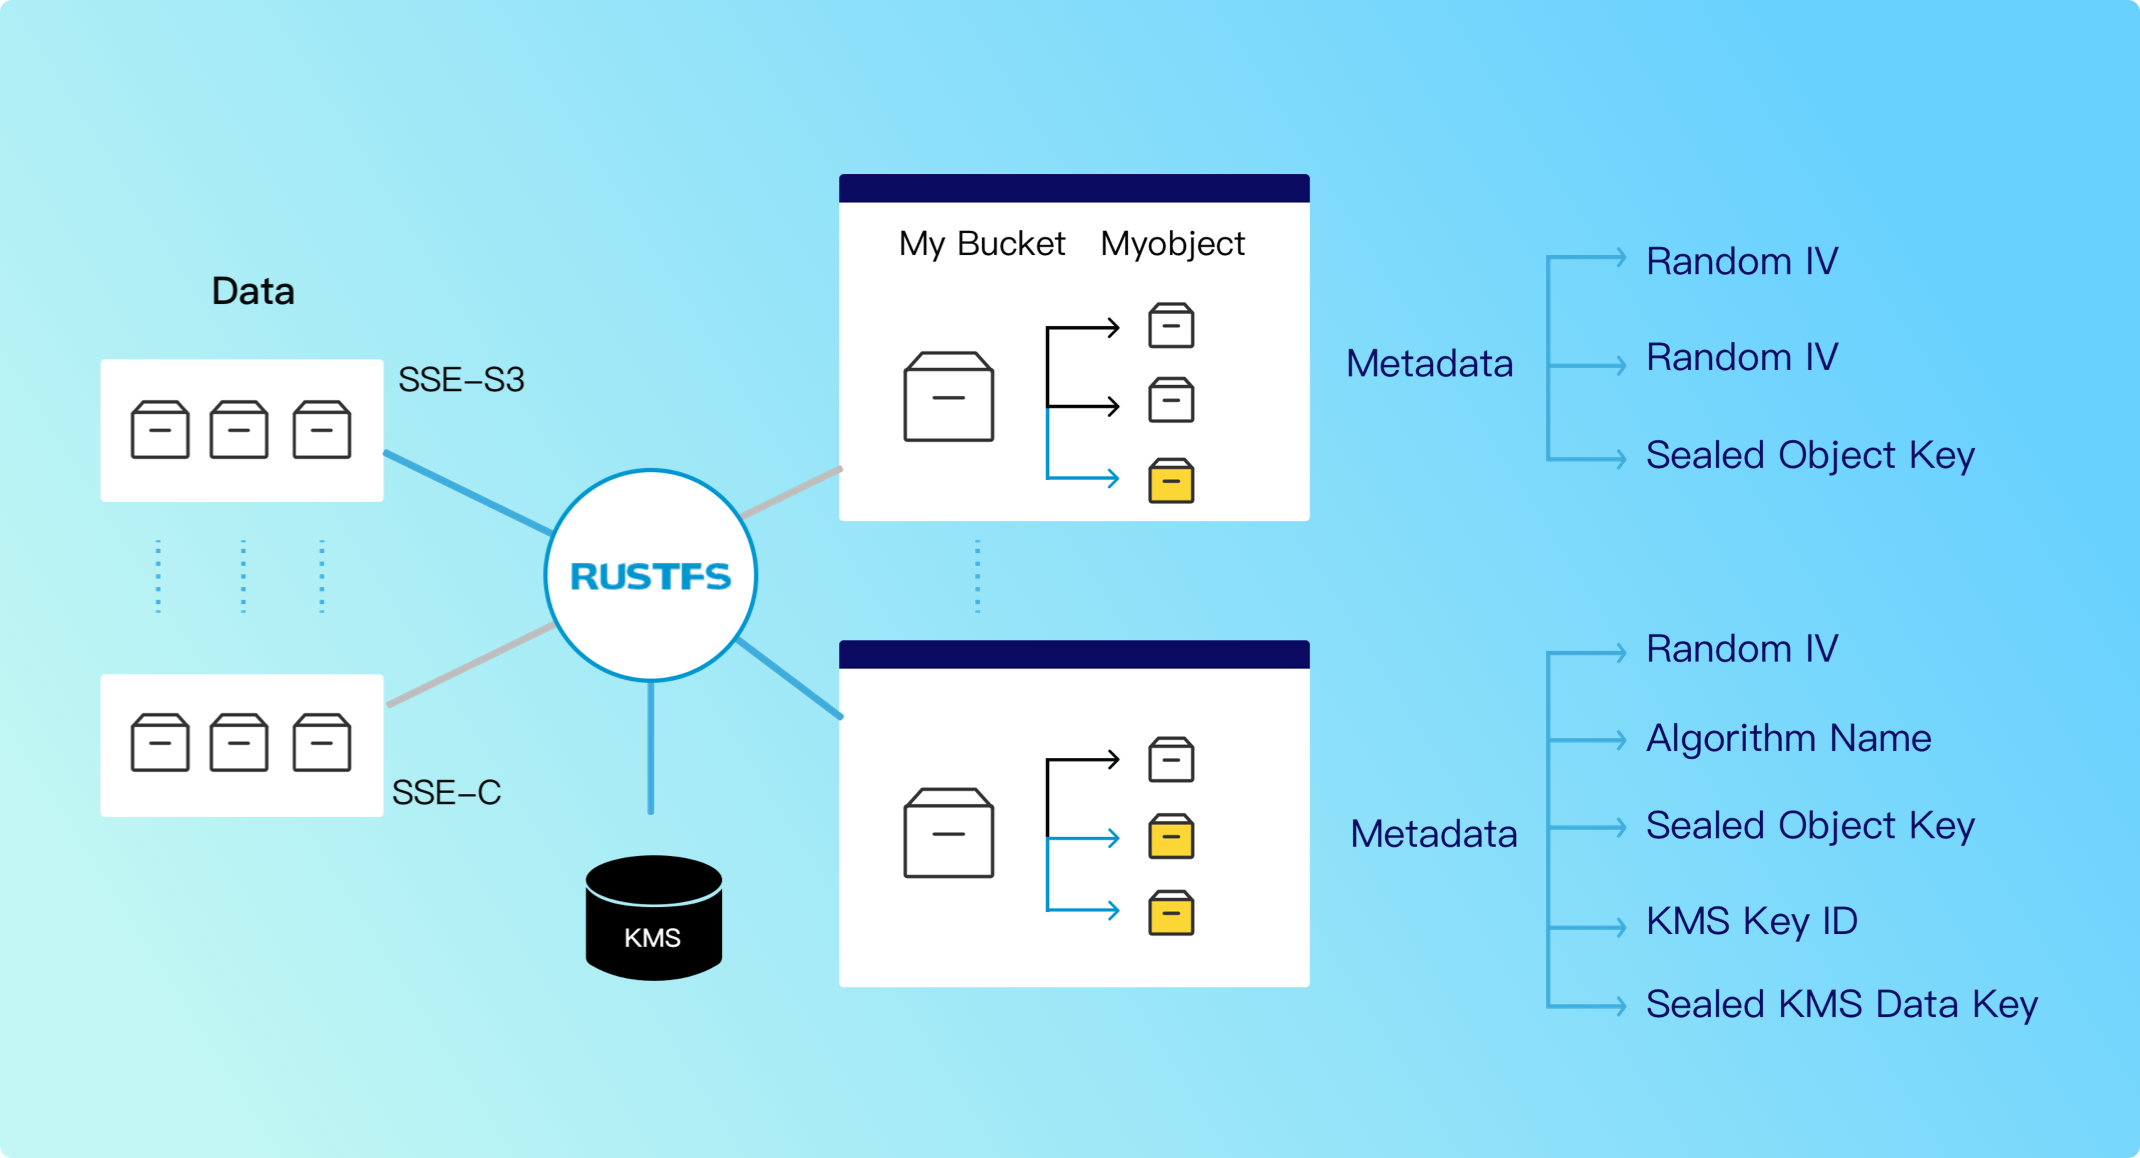 Data
SSE-S3
SSE-C
RUSTFS
KMS
My Bucket
Myobject
Metadata
Random IV
Random IV
Sealed Object Key
Metadata
Random IV
Algorithm Name
Sealed Object Key
KMS Key ID
Sealed KMS Data Key